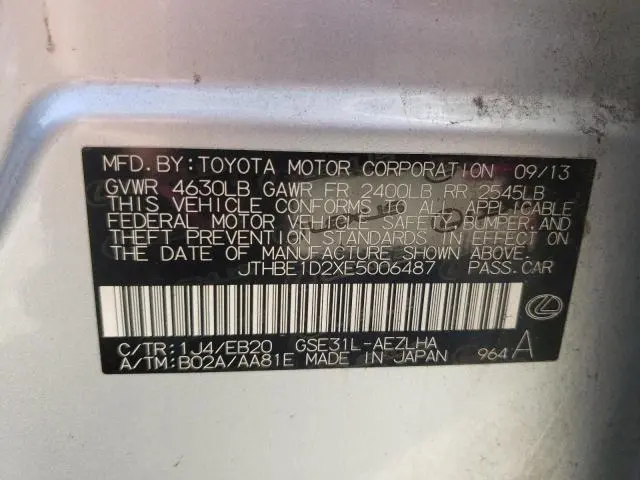 MFD. BY: TOYOTA MOTOR CORPORATION 09/13
GVWR 4630LB GAWR FR 2400LB RR 2545LB
THIS VEHICLE CONFORMS TO ALL APPLICABLE
FEDERAL MOTOR VEHICLE SAFETY, BUMPER, AND
THEFT PREVENTION STANDARDS IN EFFECT ON
THE DATE OF MANUFACTURE SHOWN ABOVE.
JTHBE1D2XE5006487 PASS. CAR
C/TR: 1J4/EB20 GSE31L-AEZLHA
A/TM: B02A/AA81E MADE IN JAPAN 964 A